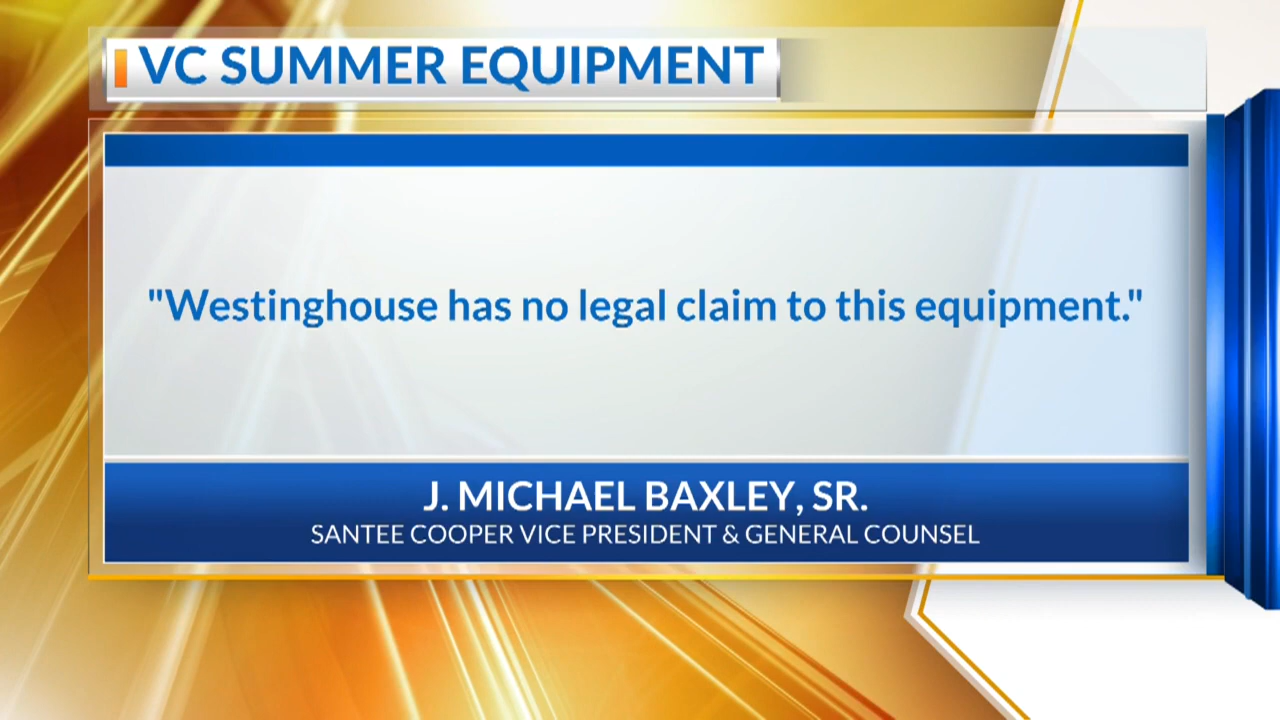 VC SUMMER EQUIPMENT
"Westinghouse has no legal claim to this equipment."
J. MICHAEL BAXLEY, SR.
SANTEE COOPER VICE PRESIDENT & GENERAL COUNSEL